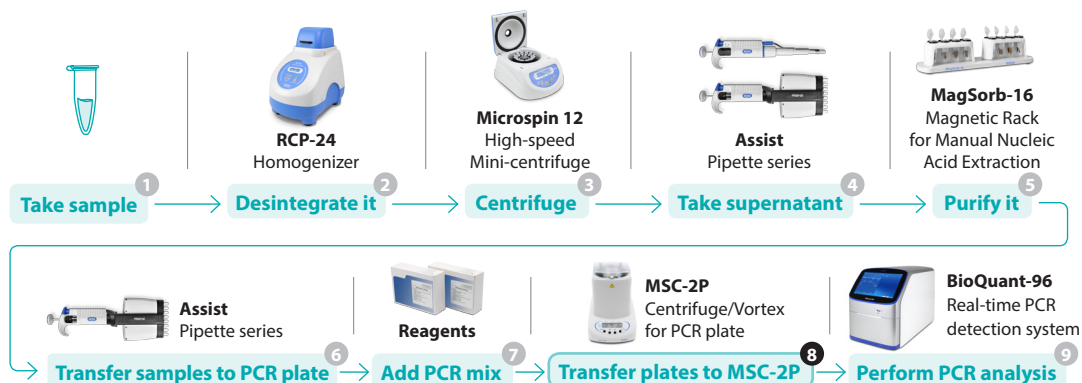 RCP-24
Homogenizer
Microspin 12
High-speed
Mini-centrifuge
Assist
Pipette series
MagSorb-16
Magnetic Rack
for Manual Nucleic
Acid Extraction
1
Take sample
2
Desintegrate it
3
Centrifuge
4
Take supernatant
5
Purify it
Assist
Pipette series
Reagents
MSC-2P
Centrifuge/Vortex
for PCR plate
BioQuant-96
Real-time PCR
detection system
6
Transfer samples to PCR plate
7
Add PCR mix
8
Transfer plates to MSC-2P
9
Perform PCR analysis